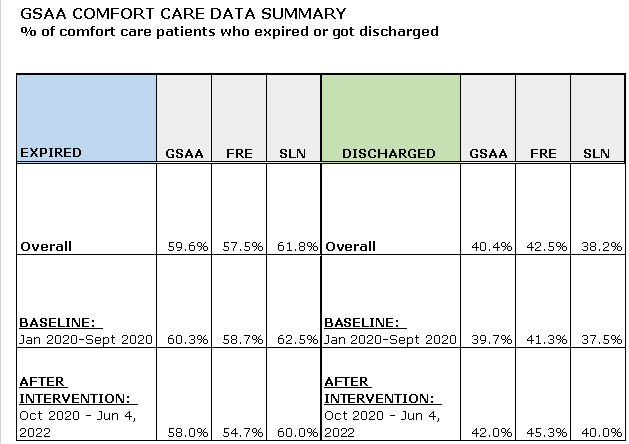 GSAA COMFORT CARE DATA SUMMARY
% of comfort care patients who expired or got discharged
EXPIRED GSAA FRE SLN DISCHARGED GSAA FRE SLN
Overall 59.6% 57.5% 61.8% Overall 40.4% 42.5% 38.2%
BASELINE: BASELINE:
Jan 2020-Sept 2020 60.3% 58.7% 62.5% Jan 2020-Sept 2020 39.7% 41.3% 37.5%
AFTER AFTER
INTERVENTION: INTERVENTION:
Oct 2020 - Jun 4, Oct 2020 - Jun 4,
2022 58.0% 54.7% 60.0% 2022 42.0% 45.3% 40.0%